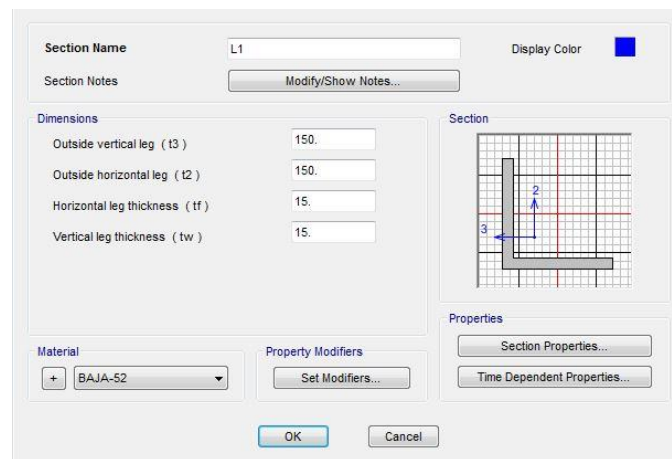 Section Name L1 Display Color
Section Notes Modify/Show Notes...
Dimensions
Outside vertical leg ( t3 ) 150.
Outside horizontal leg ( t2 ) 150.
Horizontal leg thickness ( tf ) 15.
Vertical leg thickness ( tw ) 15.
Section
2
3
Properties
Section Properties...
Time Dependent Properties...
Material
+ BAJA-52
Property Modifiers
Set Modifiers...
OK Cancel